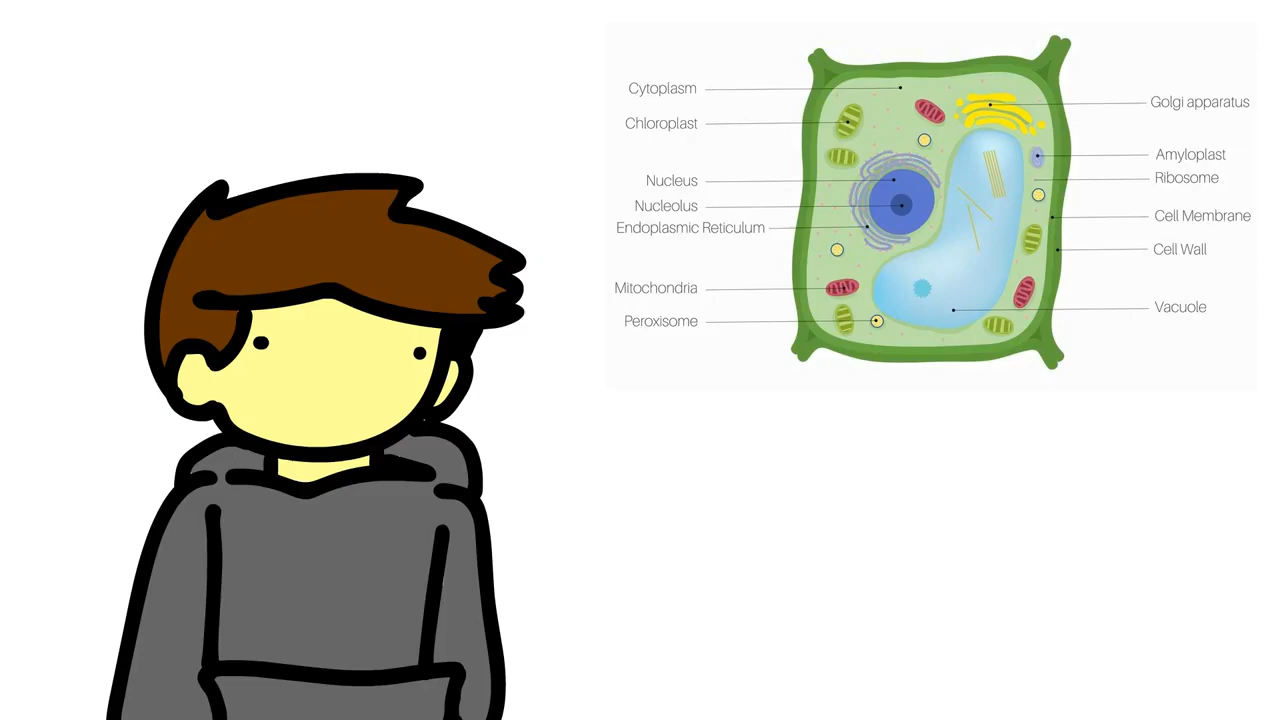 Cytoplasm
Chloroplast
Nucleus
Nucleolus
Endoplasmic Reticulum
Mitochondria
Peroxisome
Golgi apparatus
Amyloplast
Ribosome
Cell Membrane
Cell Wall
Vacuole